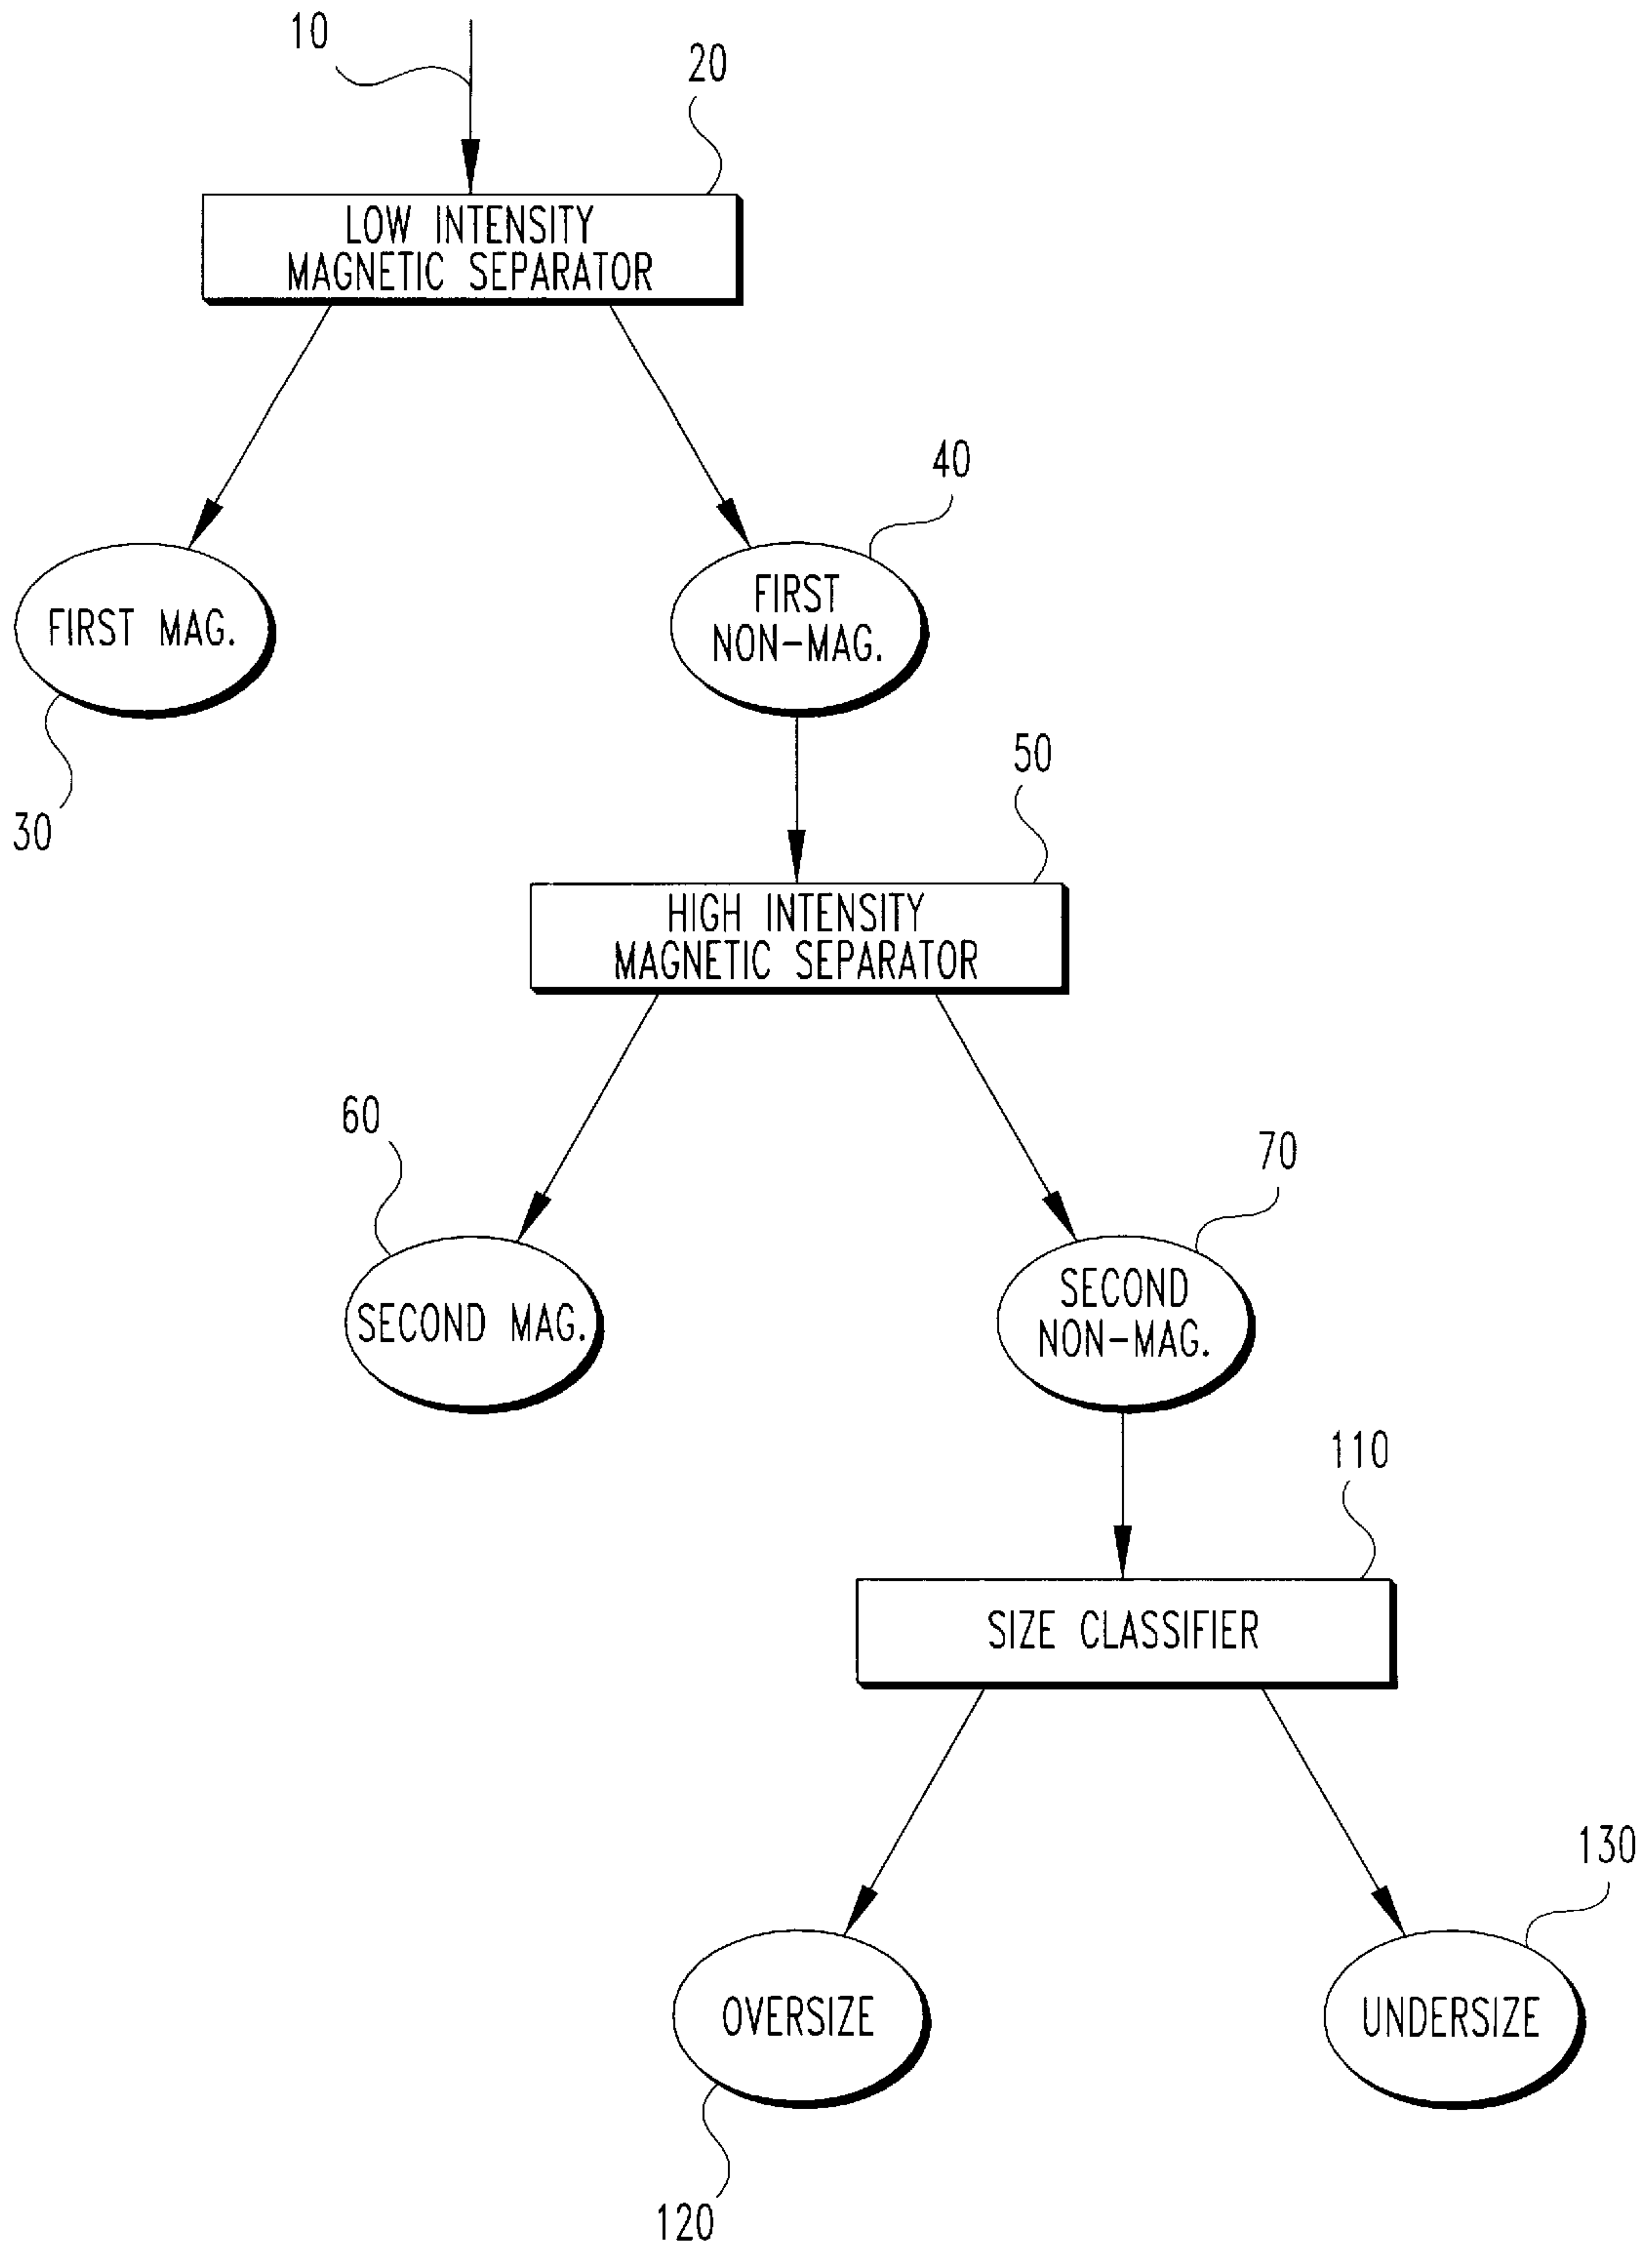 10
20
LOW INTENSITY
MAGNETIC SEPARATOR
40
FIRST MAG.
FIRST
NON-MAG.
30
50
HIGH INTENSITY
MAGNETIC SEPARATOR
60
70
SECOND MAG.
SECOND
NON-MAG.
110
SIZE CLASSIFIER
130
OVERSIZE
UNDERSIZE
120